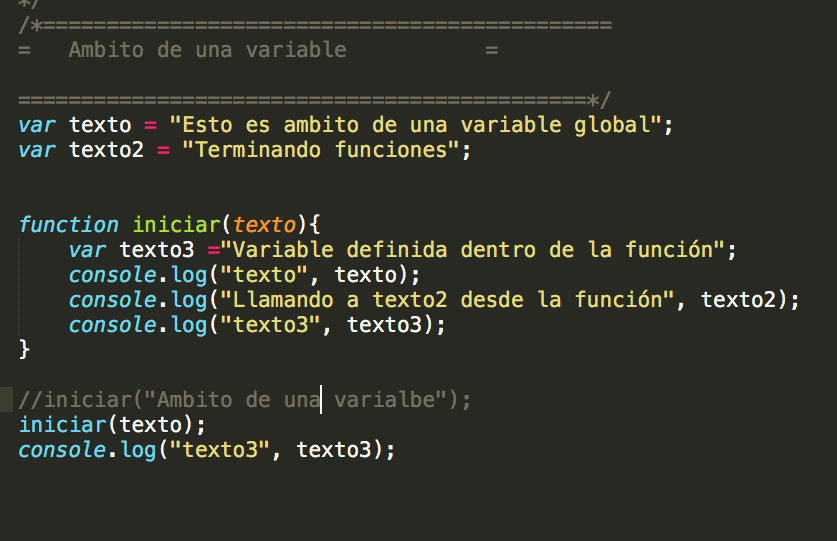 */
/*=============================================
=   Ambito de una variable           =

=============================================*/
var texto = "Esto es ambito de una variable global";
var texto2 = "Terminando funciones";
function iniciar(texto){
    var texto3 ="Variable definida dentro de la función";
    console.log("texto", texto);
    console.log("Llamando a texto2 desde la función", texto2);
    console.log("texto3", texto3);
}
//iniciar("Ambito de una varialbe");
iniciar(texto);
console.log("texto3", texto3);